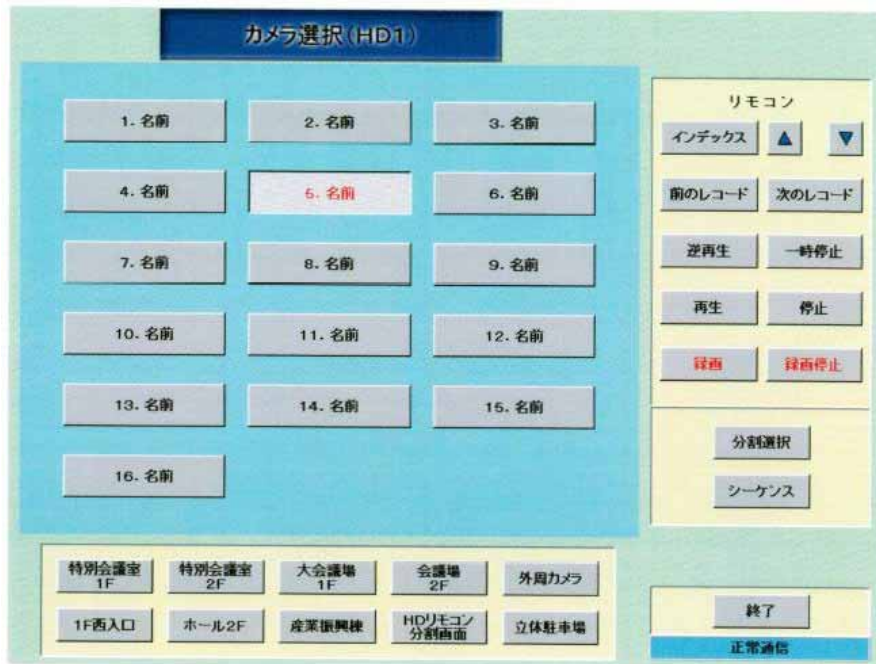 カメラ選択(HD1)
1. 名前
2. 名前
3. 名前
4. 名前
5. 名前
6. 名前
7. 名前
8. 名前
9. 名前
10. 名前
11. 名前
12. 名前
13. 名前
14. 名前
15. 名前
16. 名前
リモコン
インデックス ▲ ▼
前のレコード 次のレコード
逆再生 一時停止
再生 停止
録画 録画停止
分割選択
シーケンス
特別会議室
1F
特別会議室
2F
大会議場
1F
会議場
2F
外周カメラ
1F西入口
ホール2F
産業振興棟
HDリモコン
分割画面
立体駐車場
終了
正常通信